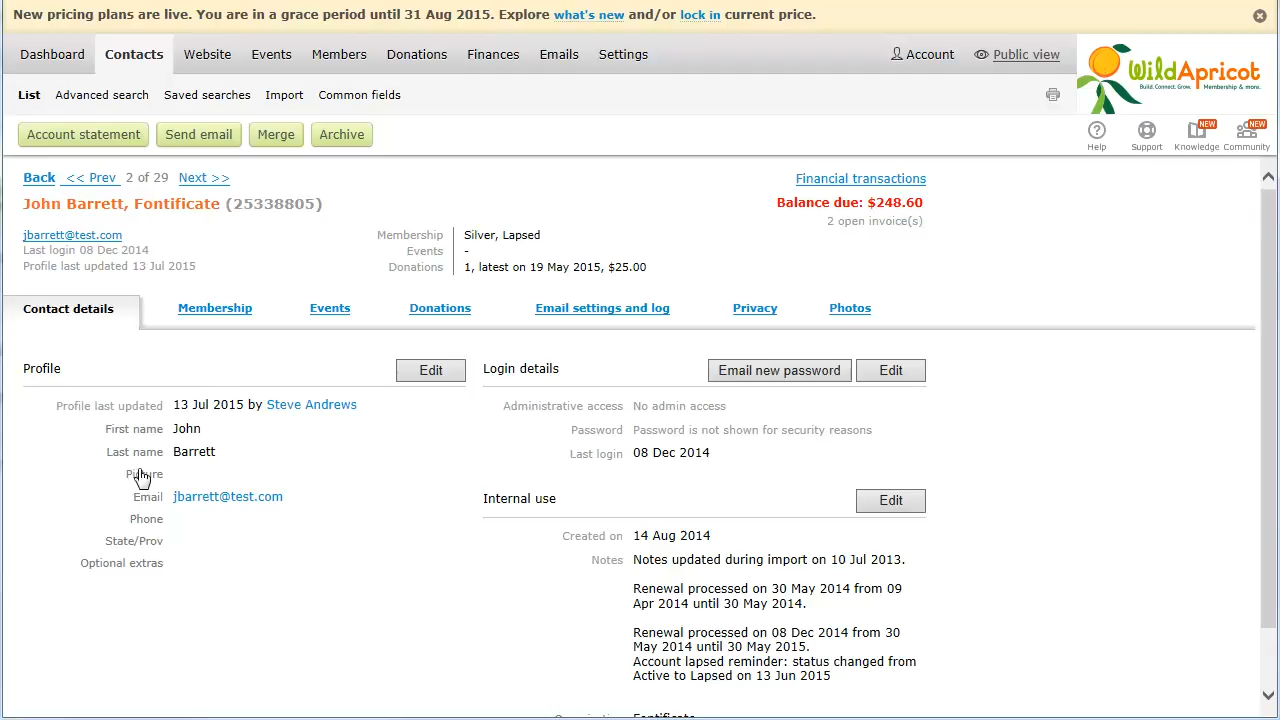 New pricing plans are live. You are in a grace period until 31 Aug 2015. Explore what's new and/or lock in current price.
Dashboard Contacts Website Events Members Donations Finances Emails Settings Account Public view
WildApricot
Build. Connect. Grow. Membership & more.
List Advanced search Saved searches Import Common
Account statement Send email Merge Archive
NEW NEW
Help Support Knowledge Community
Back << Prev 2 of 29 Next >> Financial transactions
John Barrett, Fontificate (25338805) Balance due: $248.60
2 open invoice(s)
jbarrett@test.com Membership Silver, Lapsed
Last login 08 Dec 2014 Events -
Profile last updated 13 Jul 2015 Donations 1, latest on 19 May 2015, $25.00
Contact details Membership Events Donations Email settings and log Privacy Photos
Profile Edit Login details Email new password Edit
Profile last updated 13 Jul 2015 by Steve Andrews Administrative access No admin access
First name John Password Password is not shown for security reasons
Last name Barrett Last login 08 Dec 2014
Picture
Email jbarrett@test.com Internal use Edit
Phone
State/Prov Created on 14 Aug 2014
Optional extras Notes Notes updated during import on 10 Jul 2013.
Renewal processed on 30 May 2014 from 09
Apr 2014 until 30 May 2014.
Renewal processed on 08 Dec 2014 from 30
May 2014 until 30 May 2015.
Account lapsed reminder: status changed from
Active to Lapsed on 13 Jun 2015
Fontificate